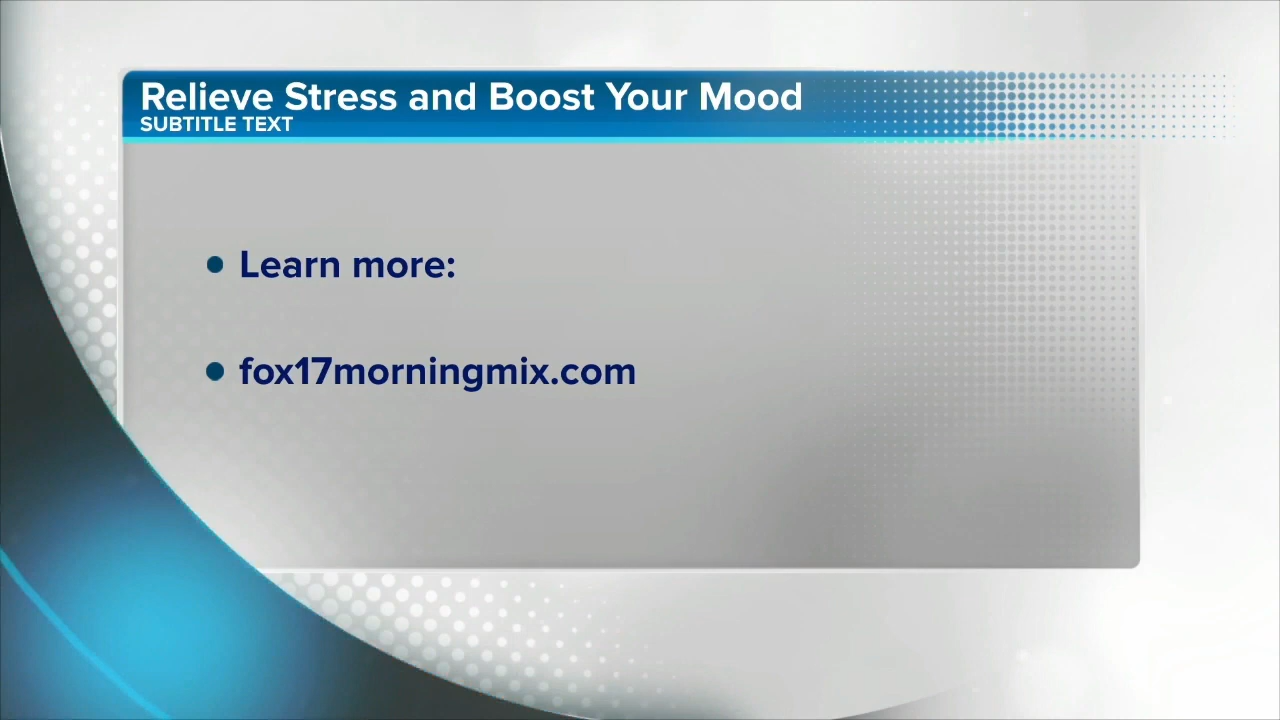 Relieve Stress and Boost Your Mood
SUBTITLE TEXT
• Learn more:
• fox17morningmix.com